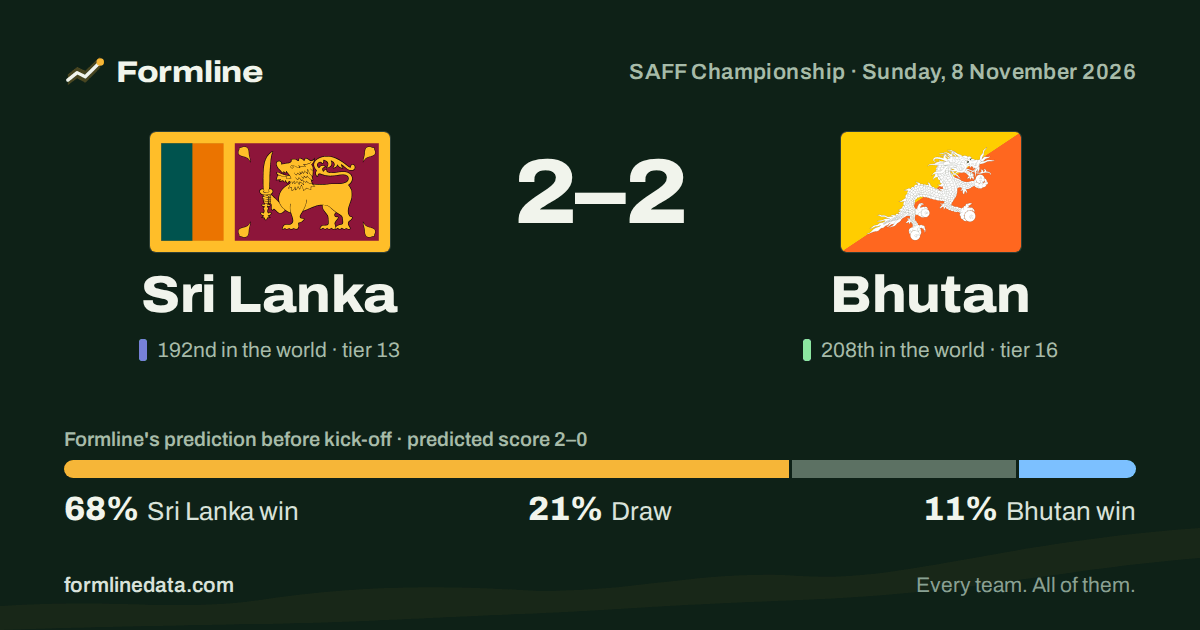 Formline
SAFF Championship · Sunday, 8 November 2026
2–2
Sri Lanka
Bhutan
192nd in the world · tier 13
208th in the world · tier 16
Formline's prediction before kick-off · predicted score 2–0
68% Sri Lanka win
21% Draw
11% Bhutan win
formlinedata.com
Every team. All of them.